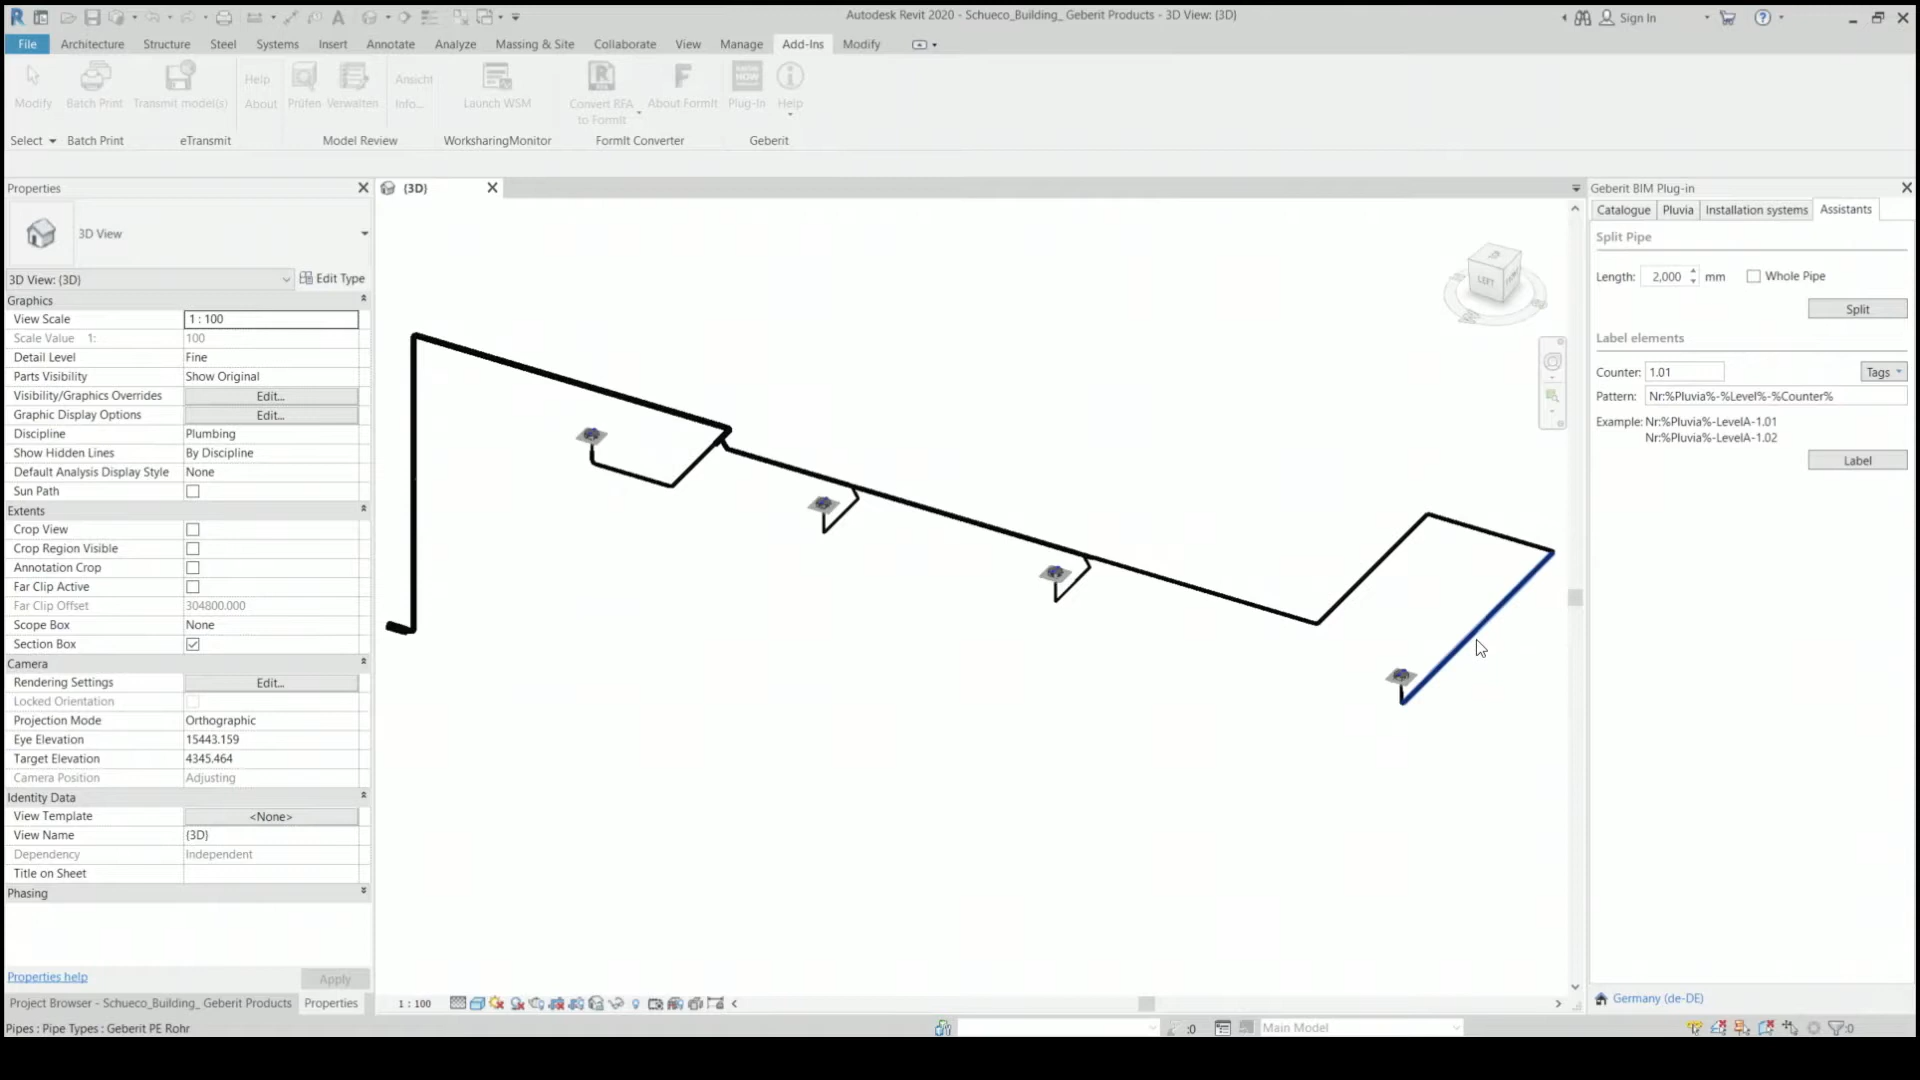 Autodesk Revit 2020 - Schueco_Building_ Geberit Products - 3D View: {3D}
Sign In
File Architecture Structure Steel Systems Insert Annotate Analyze Massing & Site Collaborate View Manage Add-Ins Modify
Modify Batch Print Transmit model(s) Help About Prüfen Verwalten Ansicht Info... Launch WSM Convert RFA to FormIt About FormIt Plug-In Help
Select Batch Print eTransmit Model Review WorksharingMonitor FormIt Converter Geberit
Properties
3D View
3D View: {3D} Edit Type
Graphics
View Scale 1 : 100
Scale Value 1: 100
Detail Level Fine
Parts Visibility Show Original
Visibility/Graphics Overrides Edit...
Graphic Display Options Edit...
Discipline Plumbing
Show Hidden Lines By Discipline
Default Analysis Display Style None
Sun Path
Extents
Crop View
Crop Region Visible
Annotation Crop
Far Clip Active
Far Clip Offset 304800.000
Scope Box None
Section Box
Camera
Rendering Settings Edit...
Locked Orientation
Projection Mode Orthographic
Eye Elevation 15443.159
Target Elevation 4345.464
Camera Position Adjusting
Identity Data
View Template <None>
View Name {3D}
Dependency Independent
Title on Sheet
Phasing
Properties help Apply
Project Browser - Schueco_Building_ Geberit Products Properties
Pipes : Pipe Types : Geberit PE Rohr
{3D}
LEFT
1 : 100
:0 Main Model
:0
Geberit BIM Plug-in
Catalogue Pluvia Installation systems Assistants
Split Pipe
Length: 2,000 mm Whole Pipe
Split
Label elements
Counter: 1.01 Tags
Pattern: Nr:%Pluvia%-%Level%-%Counter%
Example: Nr:%Pluvia%-LevelA-1.01
Nr:%Pluvia%-LevelA-1.02
Label
Germany (de-DE)